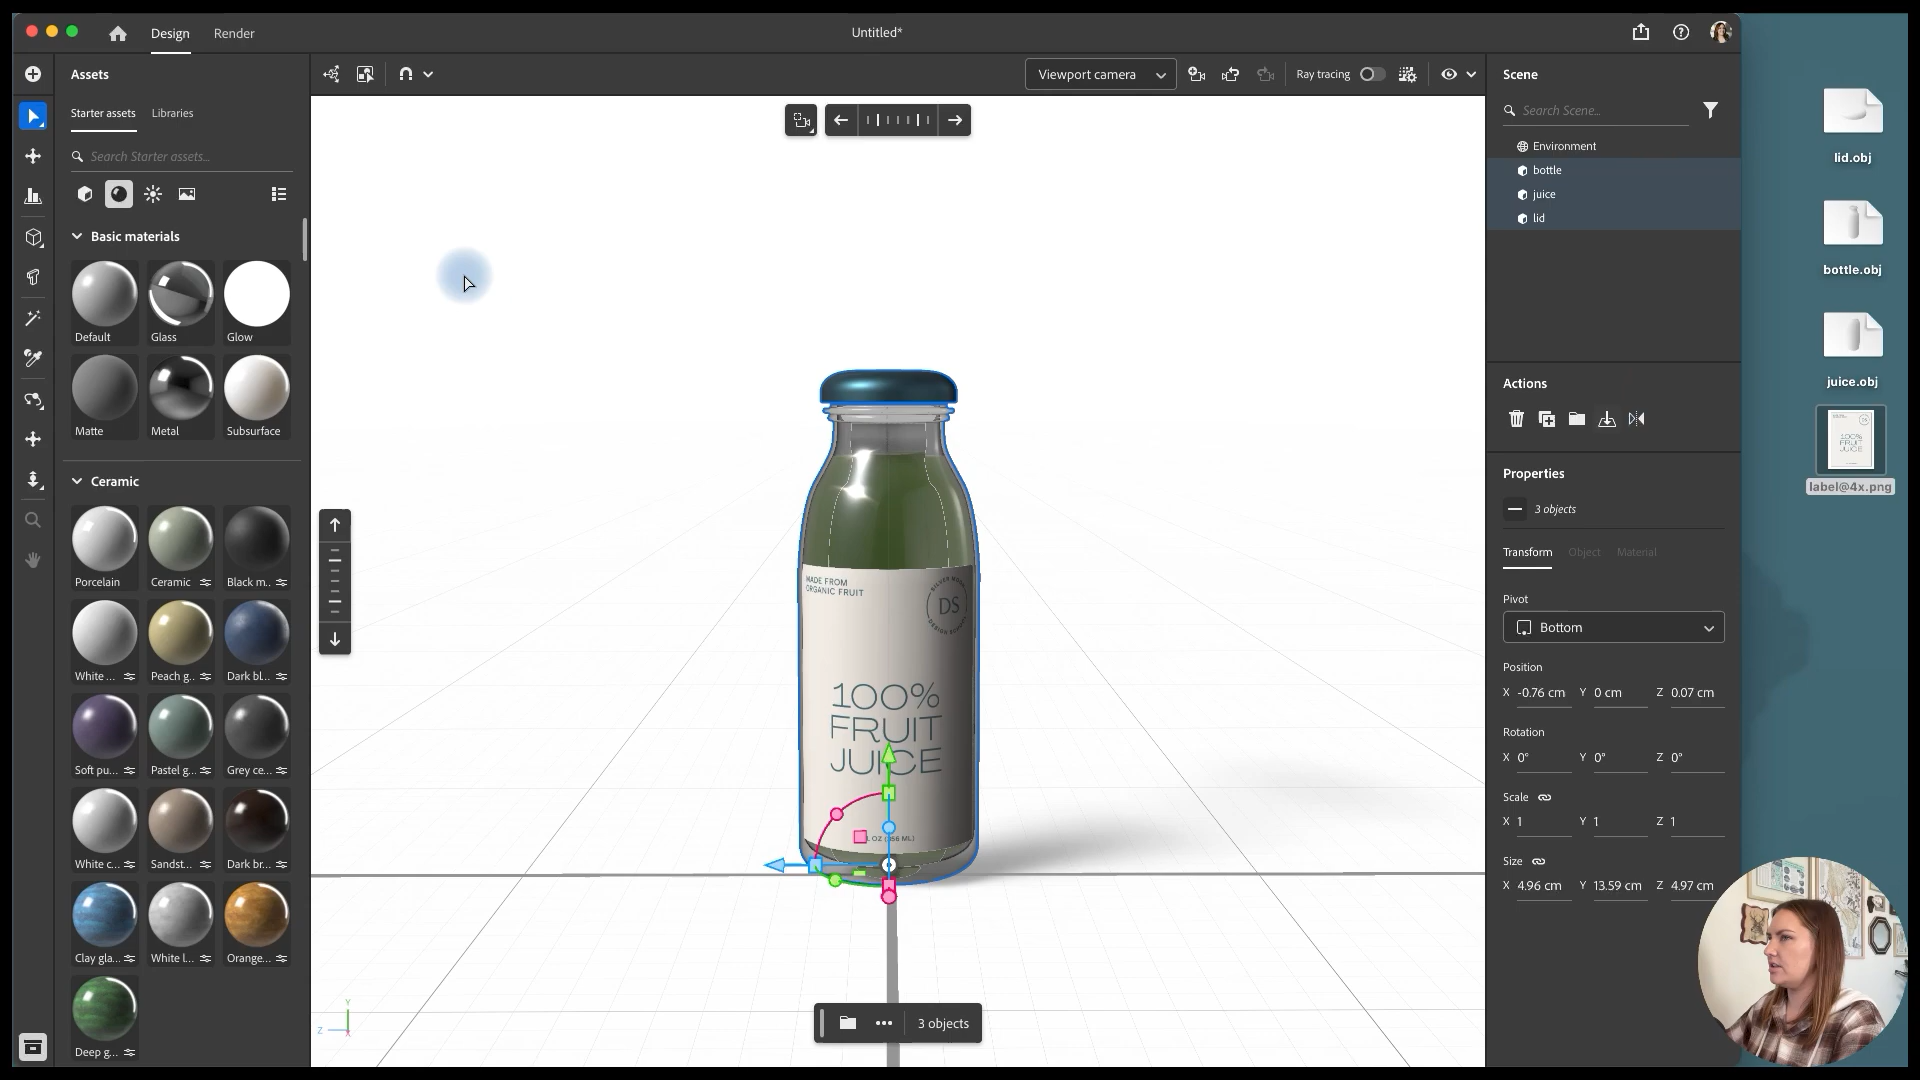 Design
Render
Untitled*
Assets
Viewport camera
Ray tracing
Scene
Starter assets
Libraries
Search Starter assets...
Search Scene...
Environment
bottle
juice
lid
lid.obj
bottle.obj
juice.obj
label@4x.png
Basic materials
Default
Glass
Glow
Matte
Metal
Subsurface
Ceramic
Porcelain
Ceramic
Black m..
White ...
Peach g..
Dark bl...
Soft pu...
Pastel g...
Grey ce...
White c...
Sandst...
Dark br...
Clay gla...
White l...
Orange...
Deep g...
MADE FROM
ORGANIC FRUIT
DS
100%
FRUIT
JUICE
3 objects
Actions
Properties
3 objects
Transform
Object
Material
Pivot
Bottom
Position
X -0.76 cm Y 0 cm Z 0.07 cm
Rotation
X 0° Y 0° Z 0°
Scale
X 1 Y 1 Z 1
Size
X 4.96 cm Y 13.59 cm Z 4.97 cm
Y
Z